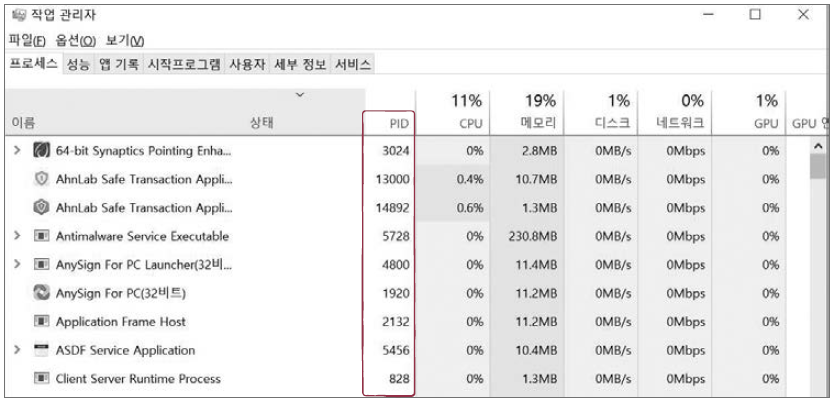 작업 관리자
파일(F) 옵션(O) 보기(V)
프로세스 성능 앱 기록 시작프로그램 사용자 세부 정보 서비스
11% 19% 1% 0% 1%
이름 상태 PID CPU 메모리 디스크 네트워크 GPU GPU 엔
64-bit Synaptics Pointing Enha... 3024 0% 2.8MB 0MB/s 0Mbps 0%
AhnLab Safe Transaction Appli... 13000 0.4% 10.7MB 0MB/s 0Mbps 0%
AhnLab Safe Transaction Appli... 14892 0.6% 1.3MB 0MB/s 0Mbps 0%
Antimalware Service Executable 5728 0% 230.8MB 0MB/s 0Mbps 0%
AnySign For PC Launcher(32비... 4800 0% 11.4MB 0MB/s 0Mbps 0%
AnySign For PC(32비트) 1920 0% 11.2MB 0MB/s 0Mbps 0%
Application Frame Host 2132 0% 11.2MB 0MB/s 0Mbps 0%
ASDF Service Application 5456 0% 10.4MB 0MB/s 0Mbps 0%
Client Server Runtime Process 828 0% 1.3MB 0MB/s 0Mbps 0%